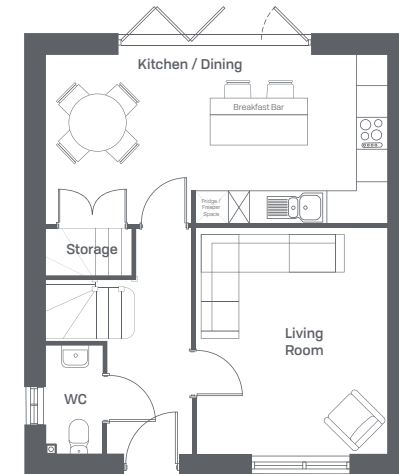 Kitchen / Dining
Breakfast Bar
Fridge /
Freezer
Space
Storage
Living
Room
WC